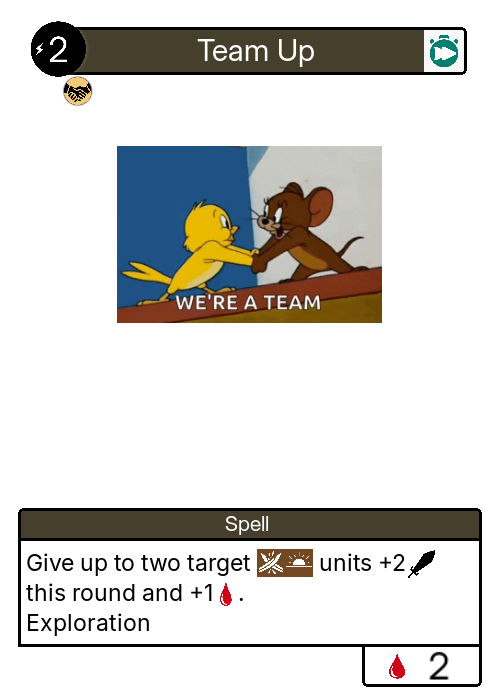 2
Team Up
WE'RE A TEAM
Spell
Give up to two target units +2
this round and +1.
Exploration
2